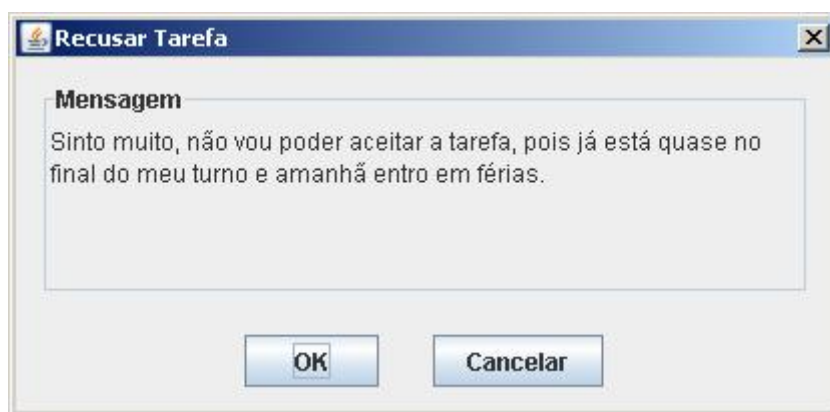 Recusar Tarefa
Mensagem
Sinto muito, não vou poder aceitar a tarefa, pois já está quase no
final do meu turno e amanhã entro em férias.
OK
Cancelar